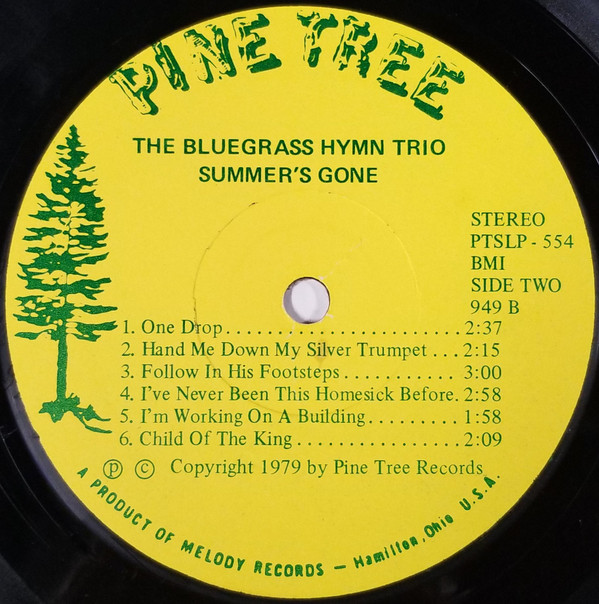 PINE TREE
THE BLUEGRASS HYMN TRIO
SUMMER'S GONE
STEREO
PTSLP - 554
BMI
SIDE TWO
949 B
1. One Drop......................2:37
2. Hand Me Down My Silver Trumpet ...2:15
3. Follow In His Footsteps ........... 3:00
4. I've Never Been This Homesick Before. 2:58
5. I'm Working On A Building......... 1:58
6. Child Of The King ................ 2:09
Ⓟ © Copyright 1979 by Pine Tree Records
A PRODUCT OF MELODY RECORDS — Hamilton, Ohio U.S.A.